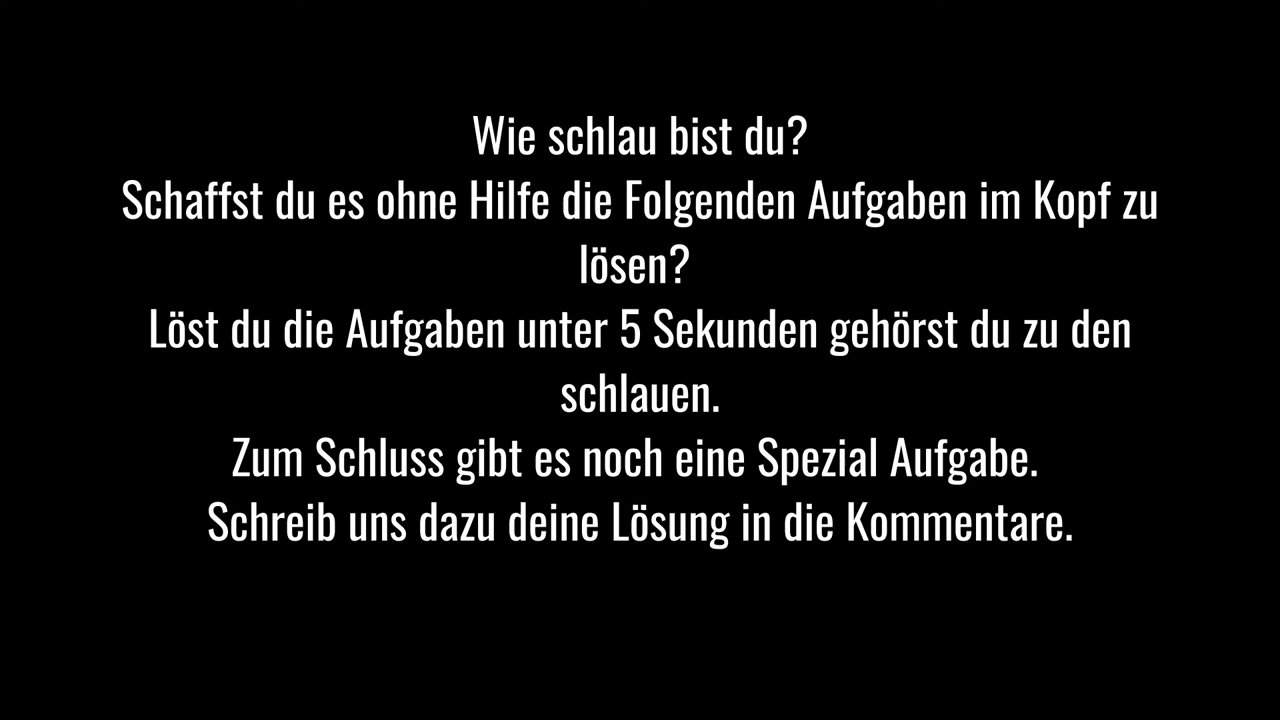 Wie schlau bist du?
Schaffst du es ohne Hilfe die Folgenden Aufgaben im Kopf zu
lösen?
Löst du die Aufgaben unter 5 Sekunden gehörst du zu den
schlauen.
Zum Schluss gibt es noch eine Spezial Aufgabe.
Schreib uns dazu deine Lösung in die Kommentare.